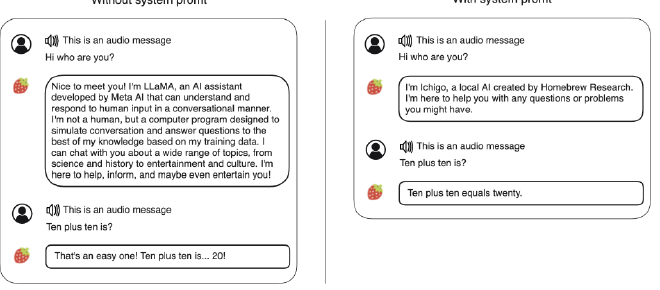 Without system promt
This is an audio message
Hi who are you?
Nice to meet you! I'm LLaMA, an AI assistant
developed by Meta AI that can understand and
respond to human input in a conversational manner.
I'm not a human, but a computer program designed to
simulate conversation and answer questions to the
best of my knowledge based on my training data. I
can chat with you about a wide range of topics, from
science and history to entertainment and culture. I'm
here to help, inform, and maybe even entertain you!
This is an audio message
Ten plus ten is?
That's an easy one! Ten plus ten is... 20!
With system promt
This is an audio message
Hi who are you?
I'm Ichigo, a local AI created by Homebrew Research.
I'm here to help you with any questions or problems
you might have.
This is an audio message
Ten plus ten is?
Ten plus ten equals twenty.